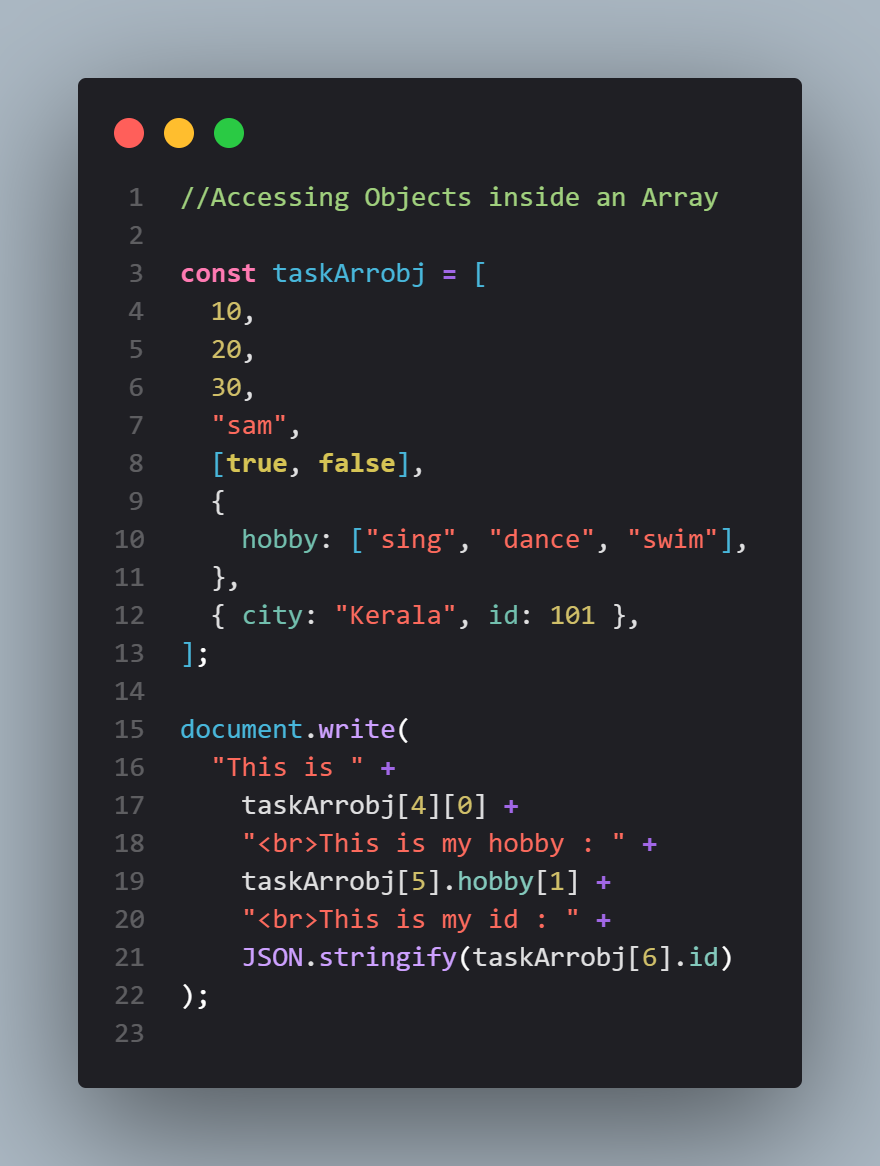 1 //Accessing Objects inside an Array
2
3 const taskArrobj = [
4   10,
5   20,
6   30,
7   "sam",
8   [true, false],
9   {
10     hobby: ["sing", "dance", "swim"],
11   },
12   { city: "Kerala", id: 101 },
13 ];
14
15 document.write(
16   "This is " +
17     taskArrobj[4][0] +
18     "<br>This is my hobby : " +
19     taskArrobj[5].hobby[1] +
20     "<br>This is my id : " +
21     JSON.stringify(taskArrobj[6].id)
22 );
23